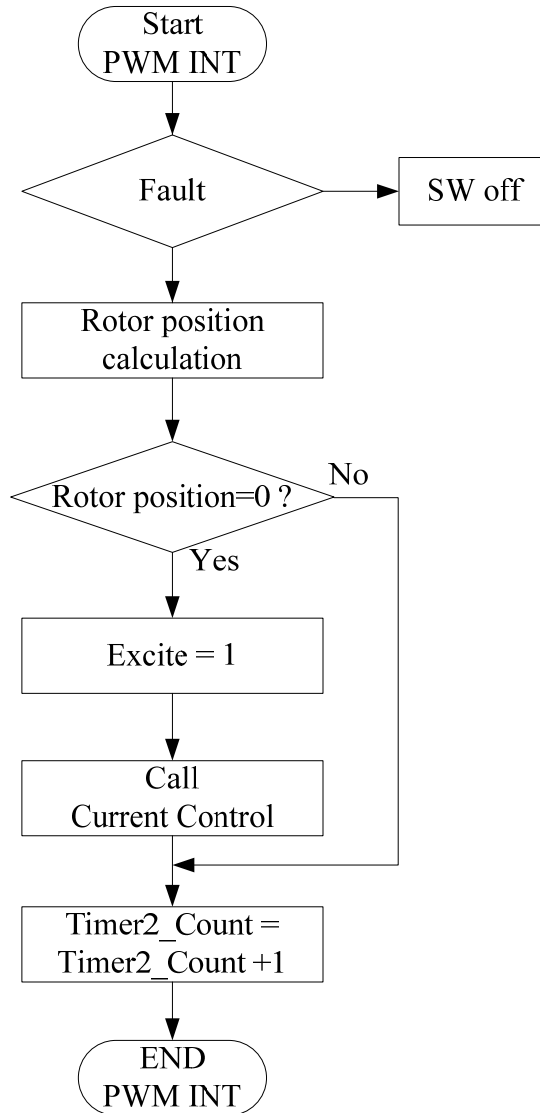 Start
PWM INT
Fault
SW off
Rotor position
calculation
Rotor position=0 ?
No
Yes
Excite = 1
Call
Current Control
Timer2_Count =
Timer2_Count +1
END
PWM INT